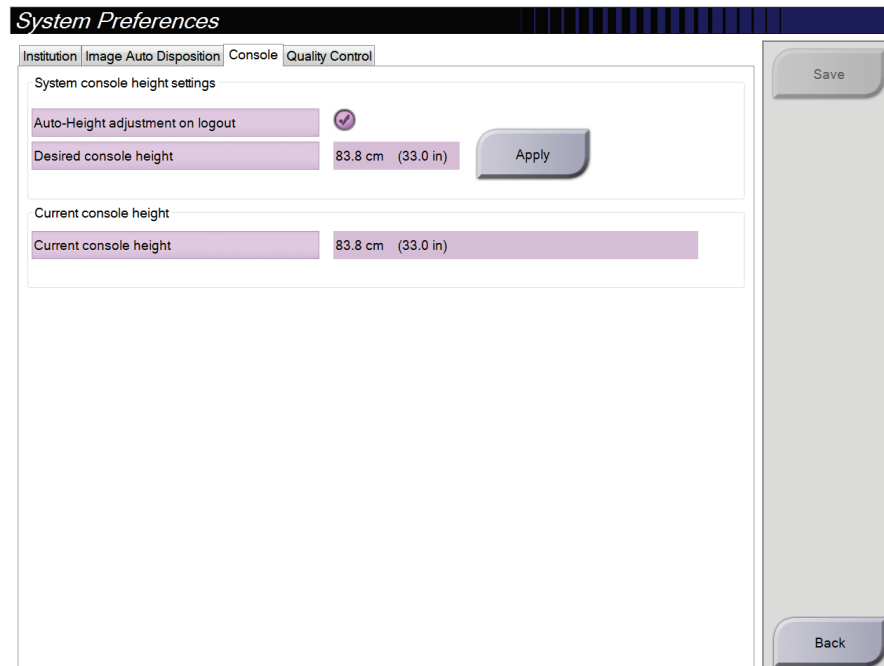 System Preferences
Institution Image Auto Disposition Console Quality Control
Save
System console height settings
Auto-Height adjustment on logout
Desired console height 83.8 cm (33.0 in) Apply
Current console height
Current console height 83.8 cm (33.0 in)
Back